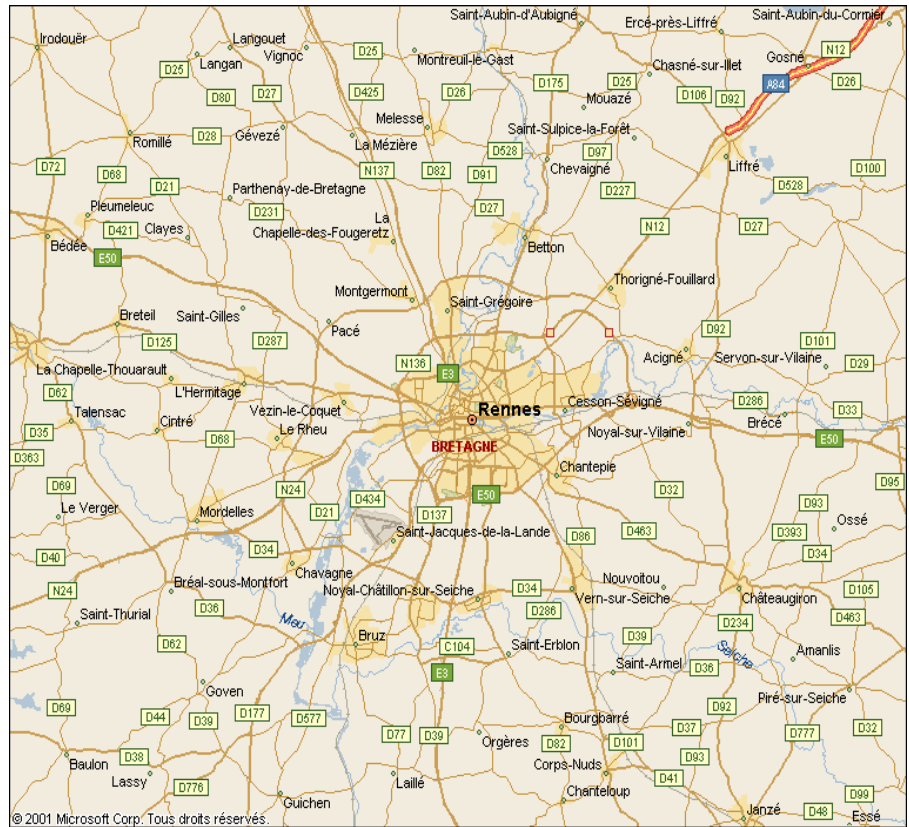 Saint-Aubin-d'Aubigné
Ercé-près-Liffré
Saint-Aubin-du-Cormier
Irodouër
Langouet
Vignoc
D25
Montreuil-le-Gast
N12
Gosné
Langan
D25
D175
D25
Chasné-sur-Illet
A84
D26
D80
D27
D425
D26
Mouazé
D106
D92
Melesse
Saint-Sulpice-la-Forêt
Romillé
D28
Gévezé
La Mézière
D528
D97
Liffré
D72
D68
N137
D82
D91
Chevaigné
D100
D21
Parthenay-de-Bretagne
D227
D528
Pleumeleuc
D231
La
Chapelle-des-Fougeretz
D27
N12
D27
D421
Clayes
Bédée
Betton
E50
Montgermont
Thorigné-Fouillard
Saint-Grégoire
Breteil
Saint-Gilles
Pacé
D125
D287
D92
D101
N136
Acigné
Servon-sur-Vilaine
D29
La Chapelle-Thouarault
E3
L'Hermitage
D62
Talensac
Vezin-le-Coquet
Rennes
Cesson-Sévigné
D286
D33
Cintré
D35
D68
Le Rheu
BRETAGNE
Noyal-sur-Vilaine
Brécé
E50
D363
Chantepie
D69
N24
D434
E50
D32
D95
Le Verger
Mordelles
D21
D137
D93
Ossé
D86
D463
D393
Saint-Jacques-de-la-Lande
D40
D34
D34
Chavagne
N24
Bréal-sous-Montfort
Noyal-Châtillon-sur-Seiche
D34
Nouvoitou
Vern-sur-Seiche
Châteaugiron
D105
Saint-Thurial
D36
Meu
D286
D234
D463
D62
Bruz
C104
Saint-Erblon
D39
Seiche
Amanlis
E3
Saint-Armel
D36
Goven
Piré-sur-Seiche
D69
D44
D39
D177
D577
Bourgbarré
D92
D77
D39
Orgères
D37
D777
D32
D82
D101
Baulon
D38
Lassy
D93
Corps-Nuds
D41
D776
Laillé
Guichen
Chanteloup
D99
Janzé
D48
Essé
© 2001 Microsoft Corp. Tous droits réservés.